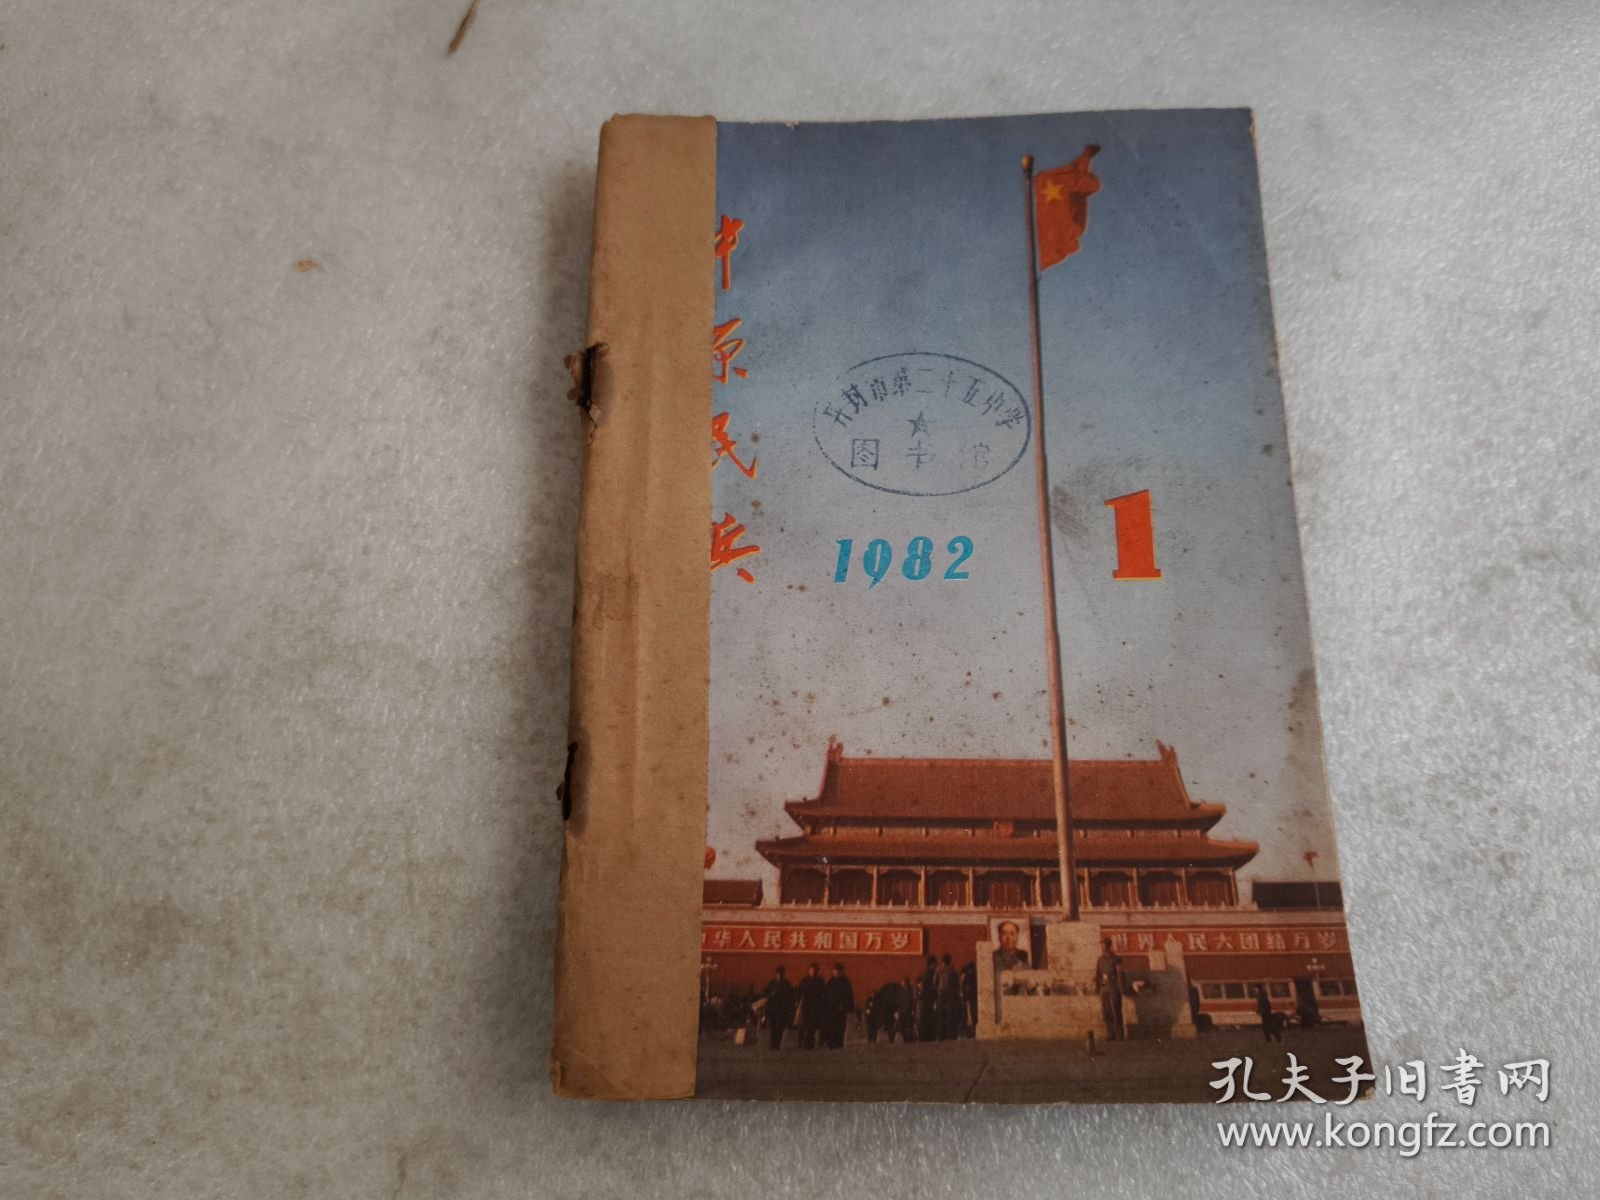 中原民兵
开封市第二十五中学
图书馆
1982
1
中华人民共和国万岁
世界人民大团结万岁
孔夫子旧书网
www.kongfz.com